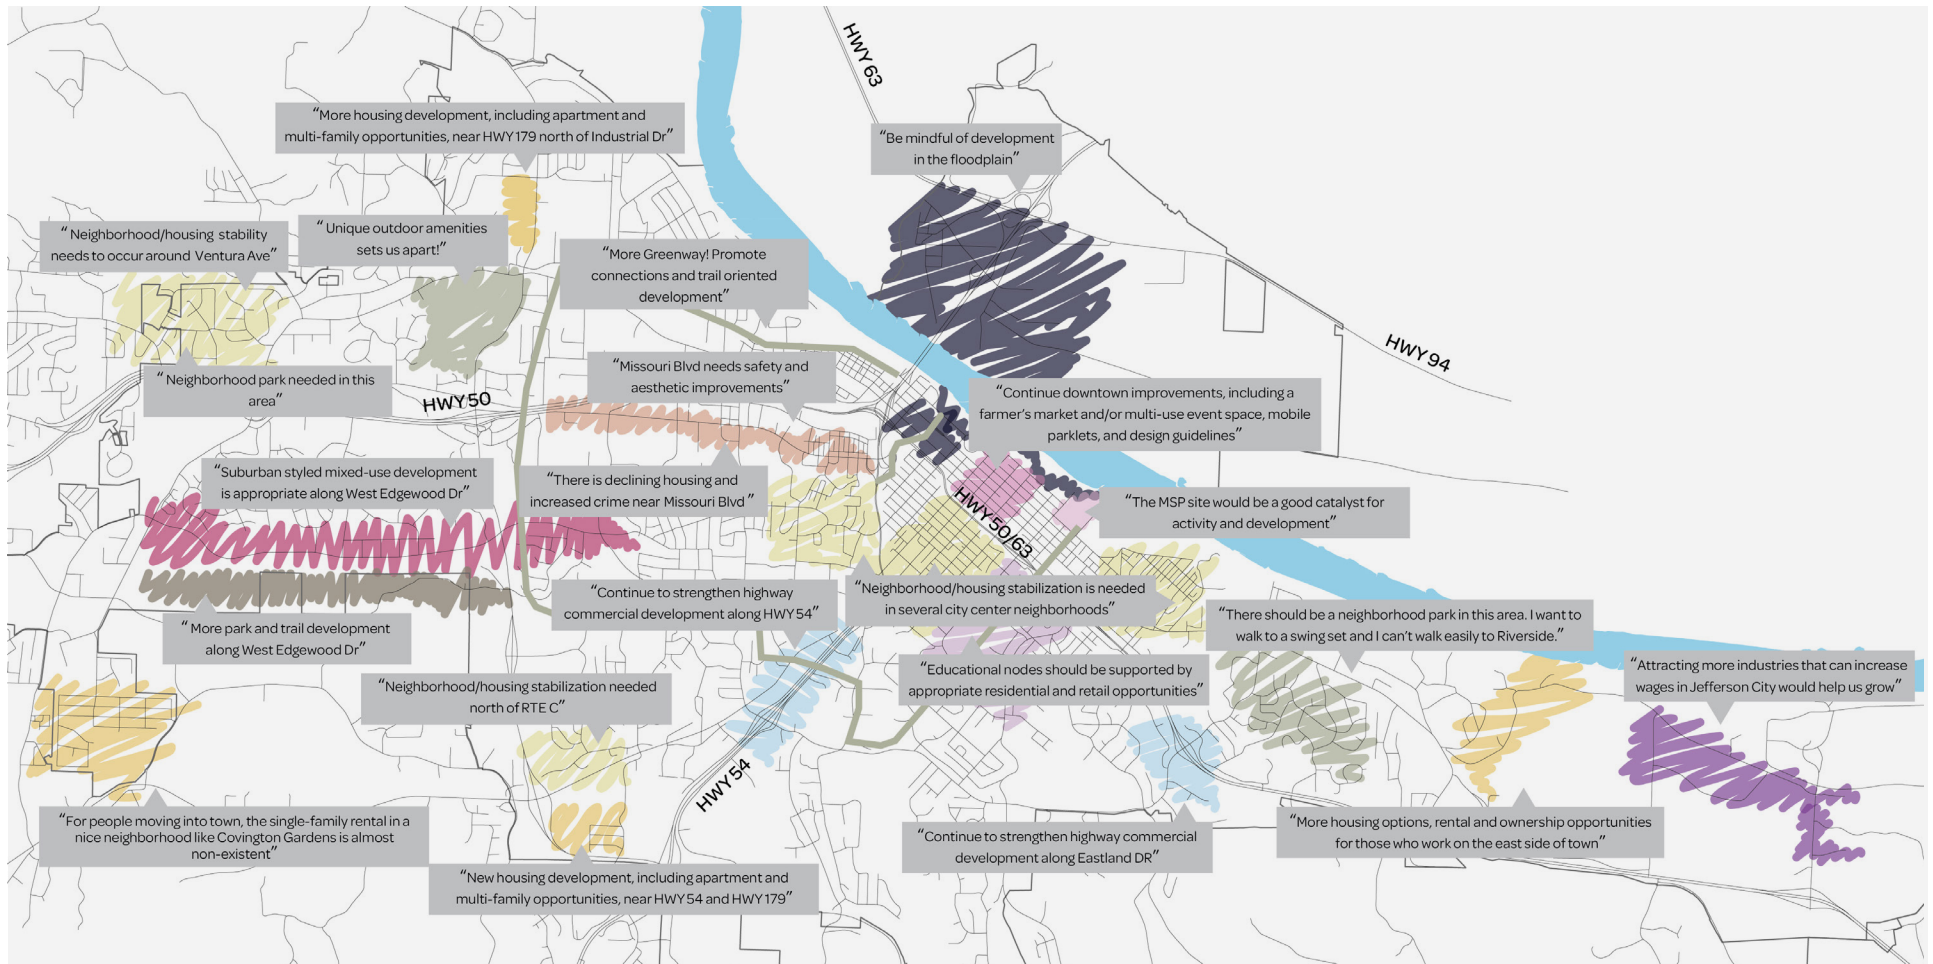 HWY 63
“More housing development, including apartment and
multi-family opportunities, near HWY 179 north of Industrial Dr”
“Be mindful of development
in the floodplain”
“Neighborhood/housing stability
needs to occur around Ventura Ave”
“Unique outdoor amenities
sets us apart!”
“More Greenway! Promote
connections and trail oriented
development”
HWY 94
“Missouri Blvd needs safety and
aesthetic improvements”
“Neighborhood park needed in this
area”
HWY 50
“Continue downtown improvements, including a
farmer’s market and/or multi-use event space, mobile
parklets, and design guidelines”
“Suburban styled mixed-use development
is appropriate along West Edgewood Dr”
“There is declining housing and
increased crime near Missouri Blvd ”
HWY 50/63
“The MSP site would be a good catalyst for
activity and development”
“Continue to strengthen highway
commercial development along HWY 54”
“Neighborhood/housing stabilization is needed
in several city center neighborhoods”
“There should be a neighborhood park in this area. I want to
walk to a swing set and I can’t walk easily to Riverside.”
“More park and trail development
along West Edgewood Dr”
“Educational nodes should be supported by
appropriate residential and retail opportunities”
“Attracting more industries that can increase
wages in Jefferson City would help us grow”
“Neighborhood/housing stabilization needed
north of RTE C”
HWY 54
“For people moving into town, the single-family rental in a
nice neighborhood like Covington Gardens is almost
non-existent”
“Continue to strengthen highway commercial
development along Eastland DR”
“More housing options, rental and ownership opportunities
for those who work on the east side of town”
“New housing development, including apartment and
multi-family opportunities, near HWY 54 and HWY 179”